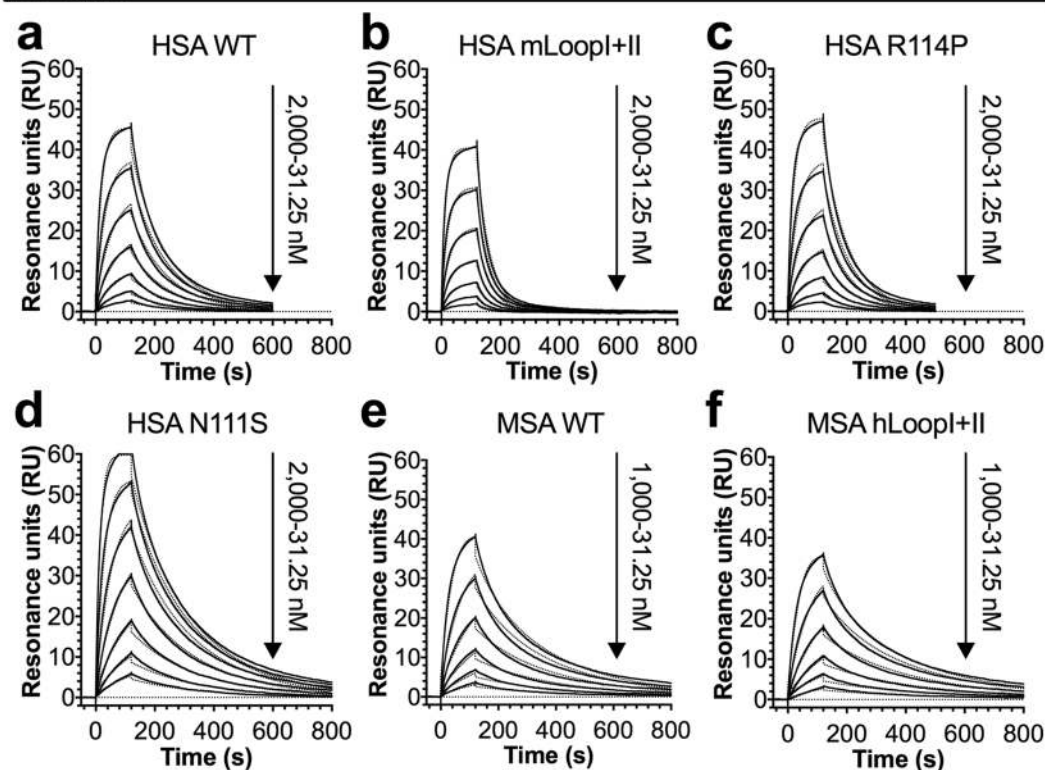 a
HSA WT
Resonance units (RU)
60
50
40
30
20
10
0
0 200 400 600 800
Time (s)
2,000-31.25 nM
b
HSA mLoopI+II
Resonance units (RU)
60
50
40
30
20
10
0
0 200 400 600 800
Time (s)
2,000-31.25 nM
c
HSA R114P
Resonance units (RU)
60
50
40
30
20
10
0
0 200 400 600 800
Time (s)
2,000-31.25 nM
d
HSA N111S
Resonance units (RU)
60
50
40
30
20
10
0
0 200 400 600 800
Time (s)
2,000-31.25 nM
e
MSA WT
Resonance units (RU)
60
50
40
30
20
10
0
0 200 400 600 800
Time (s)
1,000-31.25 nM
f
MSA hLoopI+II
Resonance units (RU)
60
50
40
30
20
10
0
0 200 400 600 800
Time (s)
1,000-31.25 nM